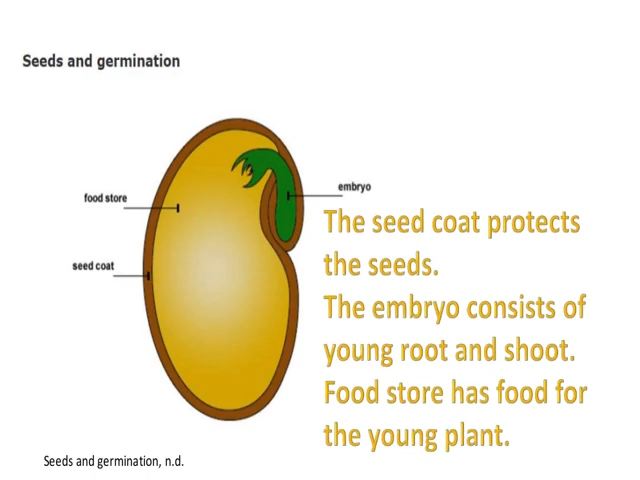 Seeds and germination
embryo
food store
seed coat
The seed coat protects
the seeds.
The embryo consists of
young root and shoot.
Food store has food for
the young plant.
Seeds and germination, n.d.